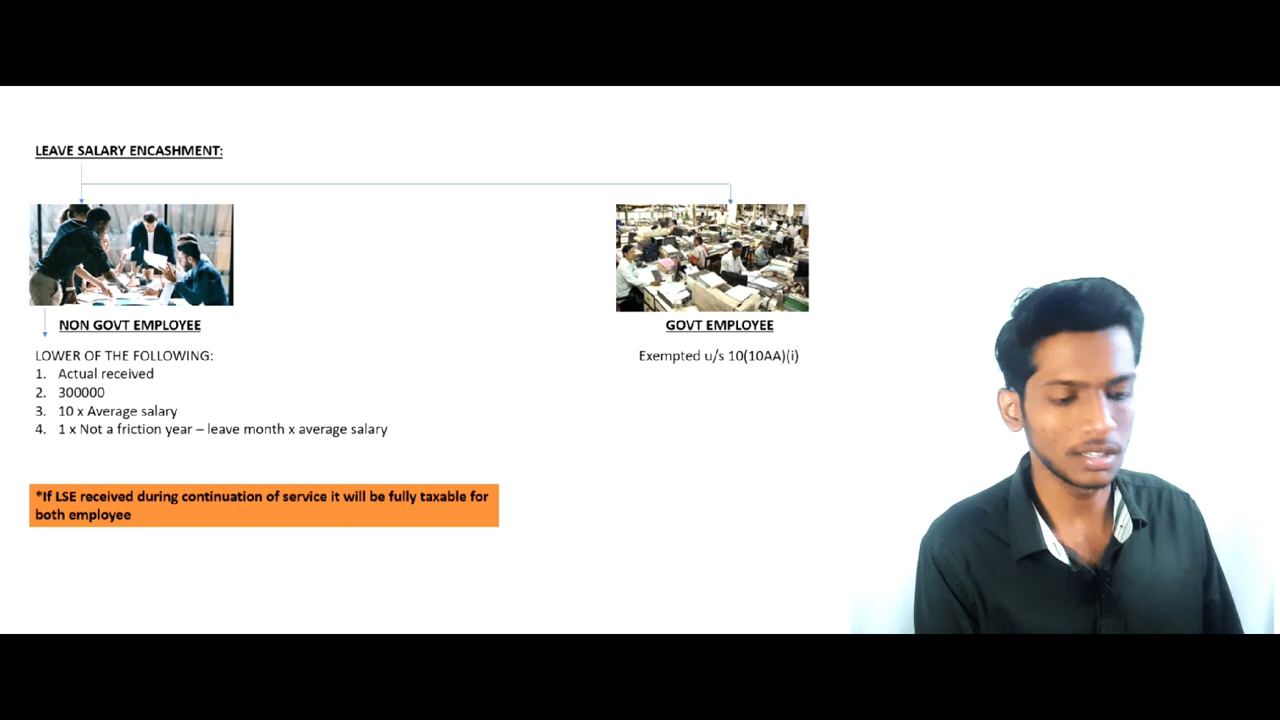 LEAVE SALARY ENCASHMENT:
NON GOVT EMPLOYEE
LOWER OF THE FOLLOWING:
1. Actual received
2. 300000
3. 10 x Average salary
4. 1 x Not a friction year – leave month x average salary
*If LSE received during continuation of service it will be fully taxable for
both employee
GOVT EMPLOYEE
Exempted u/s 10(10AA)(i)